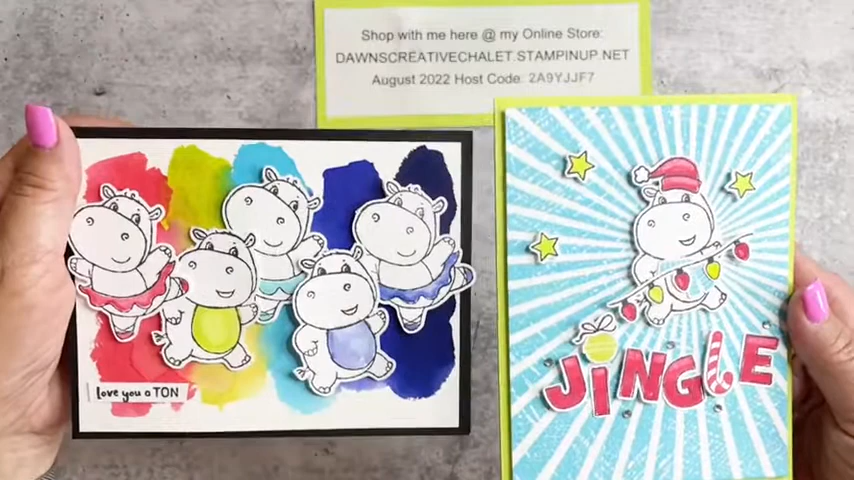 Shop with me here @ my Online Store:
DAWNSCREATIVECHALET.STAMPINUP.NET
August 2022 Host Code: 2A9YJJF7
love you a TON
JINGLE